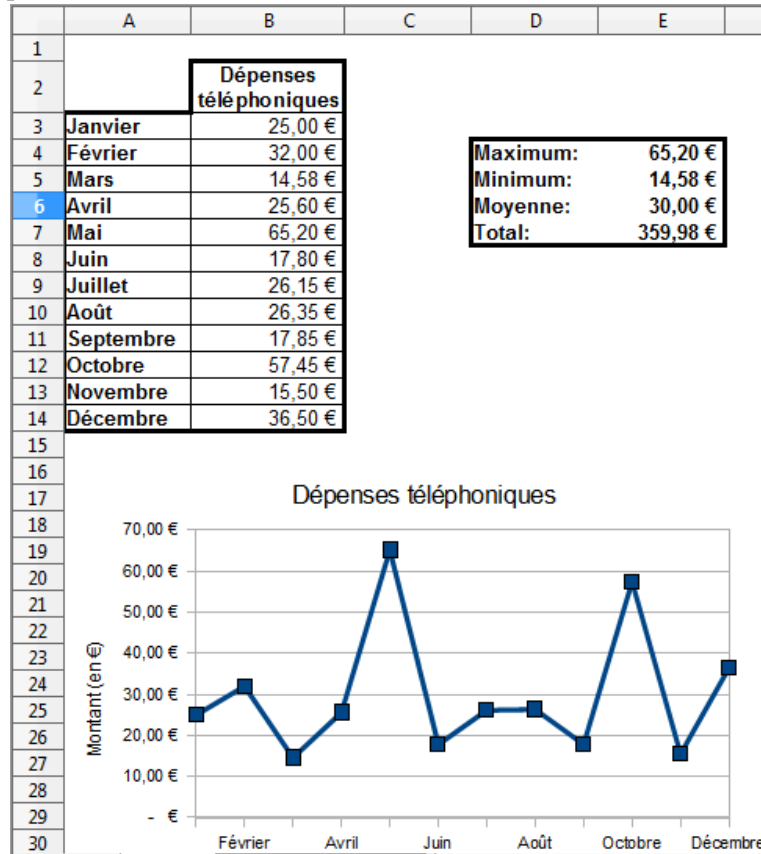 A B C D E
1
2 Dépenses
téléphoniques
3 Janvier 25,00 €
4 Février 32,00 € Maximum: 65,20 €
5 Mars 14,58 € Minimum: 14,58 €
6 Avril 25,60 € Moyenne: 30,00 €
7 Mai 65,20 € Total: 359,98 €
8 Juin 17,80 €
9 Juillet 26,15 €
10 Août 26,35 €
11 Septembre 17,85 €
12 Octobre 57,45 €
13 Novembre 15,50 €
14 Décembre 36,50 €
15
16
17 Dépenses téléphoniques
18 70,00 €
19
20 60,00 €
21 50,00 €
22
23 40,00 €
24 30,00 €
25
26 20,00 €
27
28 10,00 €
29 - €
30 Février Avril Juin Août Octobre Décembre
Montant (en €)